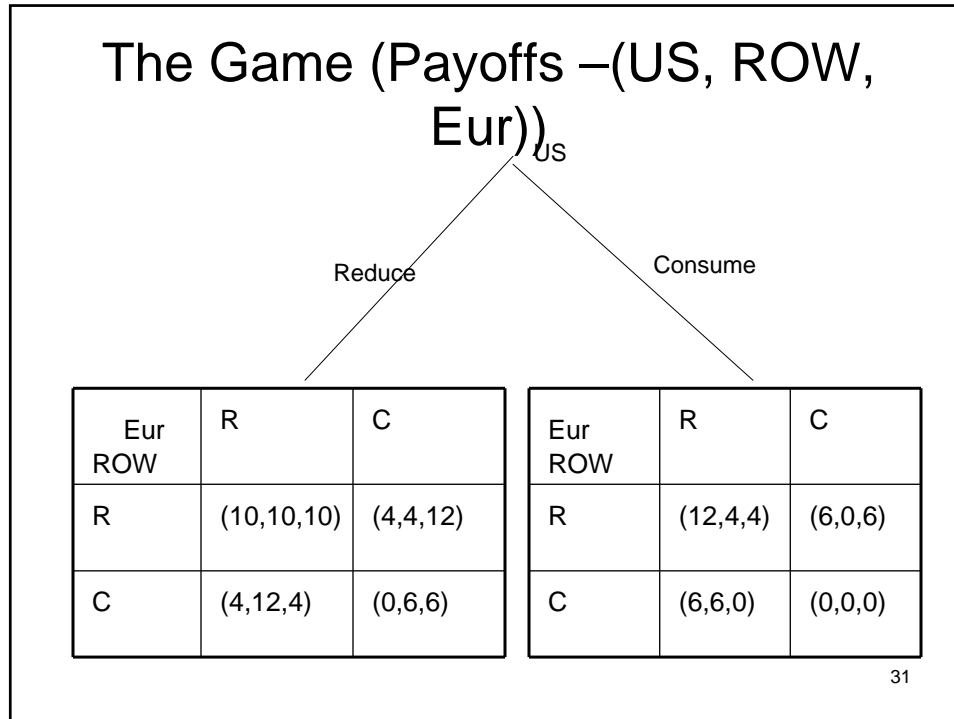 The Game (Payoffs –(US, ROW,
Eur))
US
Reduce
Consume
Eur R C
ROW
R (10,10,10) (4,4,12)
C (4,12,4) (0,6,6)
Eur R C
ROW
R (12,4,4) (6,0,6)
C (6,6,0) (0,0,0)
31